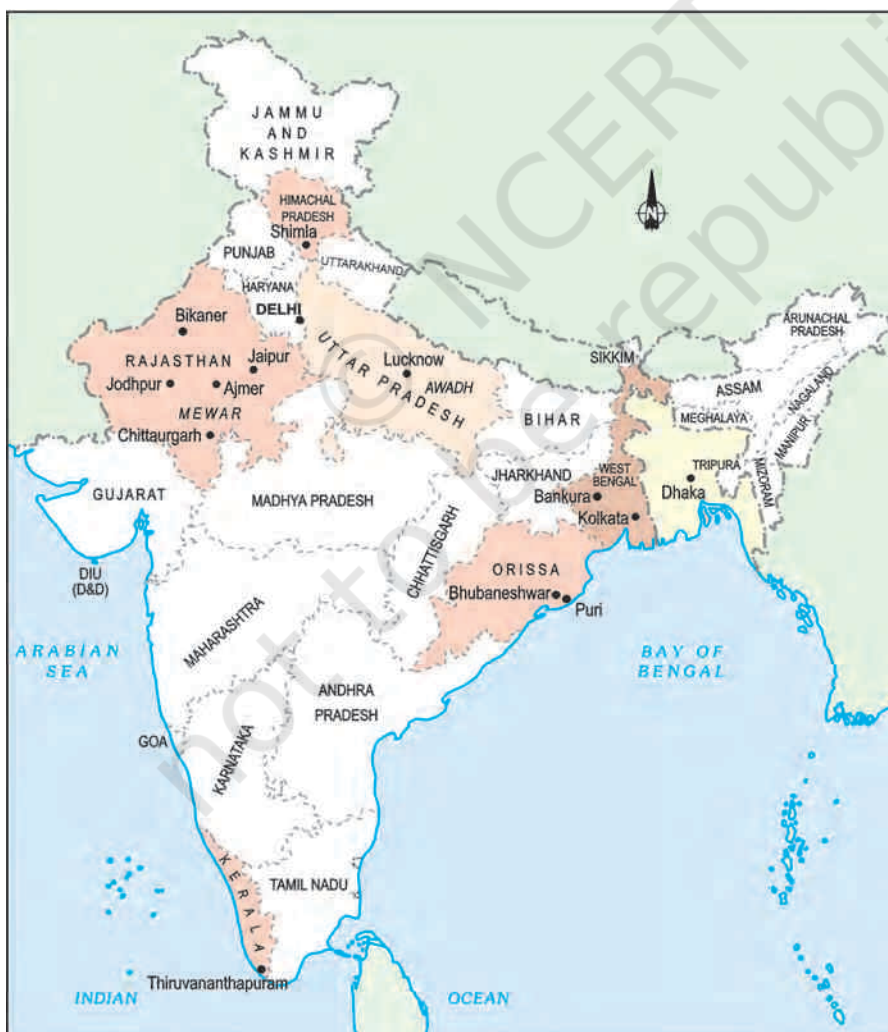 JAMMU
AND
KASHMIR
HIMACHAL
PRADESH
Shimla
PUNJAB
UTTARAKHAND
HARYANA
DELHI
Bikaner
RAJASTHAN
Jaipur
Jodhpur
Ajmer
MEWAR
Chittaurgarh
UTTAR PRADESH
Lucknow
AWADH
SIKKIM
ARUNACHAL
PRADESH
ASSAM
NAGALAND
MEGHALAYA
MANIPUR
BIHAR
TRIPURA
MIZORAM
Dhaka
JHARKHAND
WEST
BENGAL
Bankura
Kolkata
GUJARAT
MADHYA PRADESH
CHHATTISGARH
DIU
(D&D)
ORISSA
Bhubaneshwar
Puri
MAHARASHTRA
ARABIAN
SEA
BAY OF
BENGAL
ANDHRA
PRADESH
GOA
KARNATAKA
KERALA
TAMIL NADU
Thiruvananthapuram
INDIAN
OCEAN
N
© NCERT
not to be republi